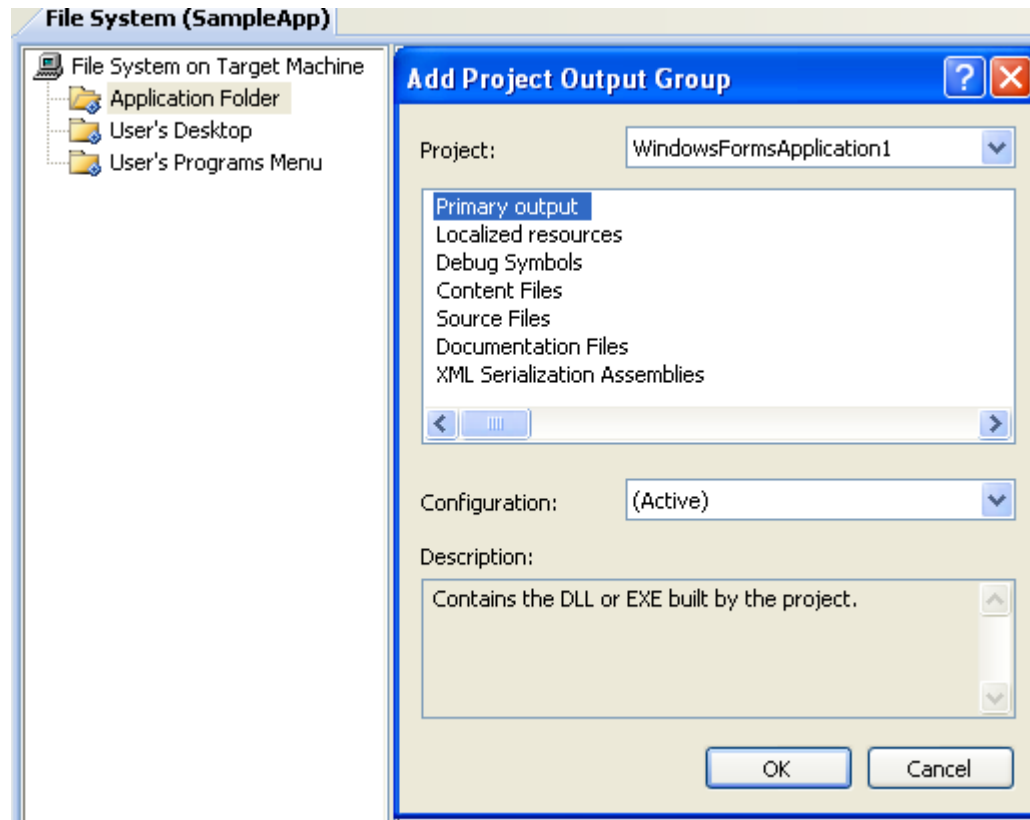 File System (SampleApp)
File System on Target Machine
Application Folder
User's Desktop
User's Programs Menu
Add Project Output Group
Project:
WindowsFormsApplication1
Primary output
Localized resources
Debug Symbols
Content Files
Source Files
Documentation Files
XML Serialization Assemblies
Configuration:
(Active)
Description:
Contains the DLL or EXE built by the project.
OK
Cancel